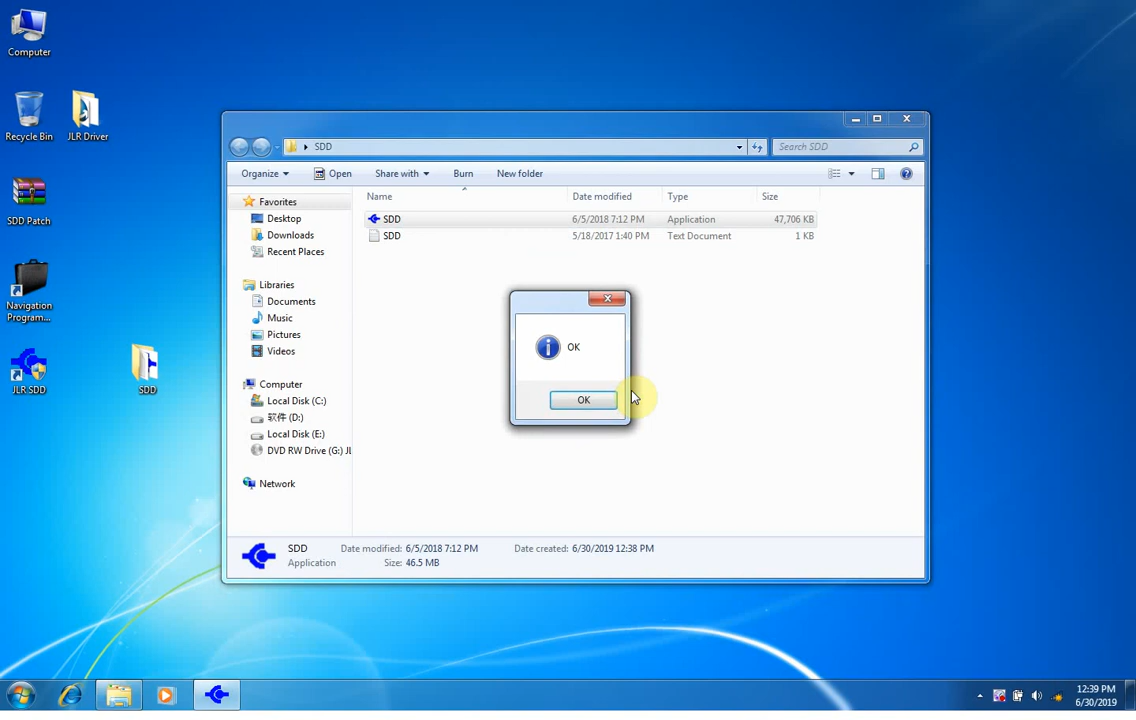 Computer
Recycle Bin
JLR Driver
SDD Patch
Navigation
Program...
JLR SDD
SDD
SDD
Search SDD
Organize
Open
Share with
Burn
New folder
Name
Date modified
Type
Size
Favorites
Desktop
Downloads
Recent Places
Libraries
Documents
Music
Pictures
Videos
Computer
Local Disk (C:)
软件 (D:)
Local Disk (E:)
DVD RW Drive (G:) JL
Network
SDD 6/5/2018 7:12 PM Application 47,706 KB
SDD 5/18/2017 1:40 PM Text Document 1 KB
OK
OK
SDD Date modified: 6/5/2018 7:12 PM Date created: 6/30/2019 12:38 PM
Application Size: 46.5 MB
12:39 PM
6/30/2019